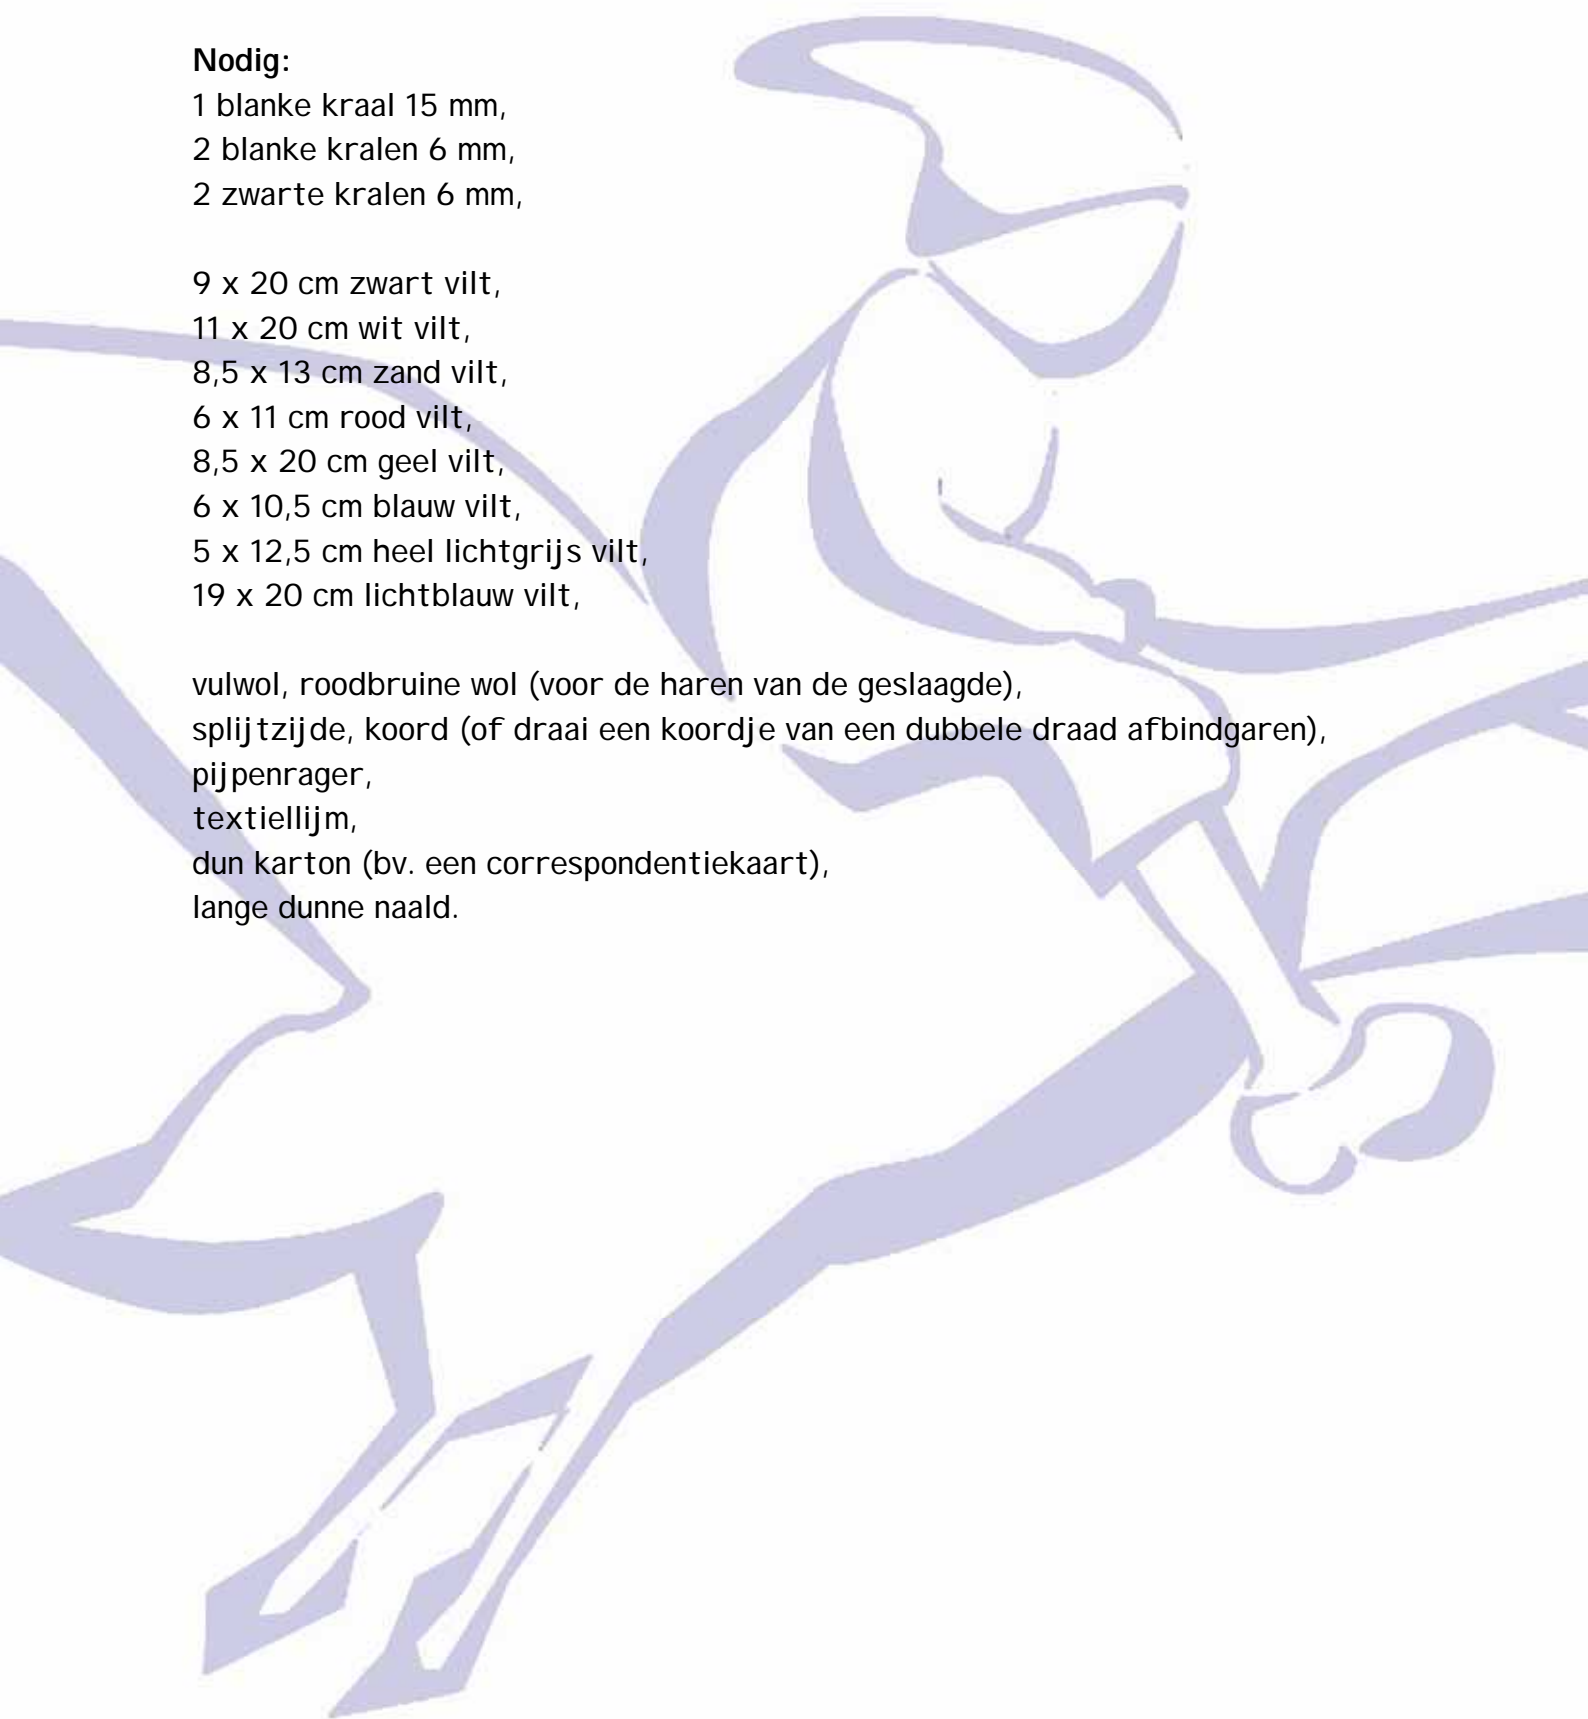 Nodig:
1 blanke kraal 15 mm,
2 blanke kralen 6 mm,
2 zwarte kralen 6 mm,
9 x 20 cm zwart vilt,
11 x 20 cm wit vilt,
8,5 x 13 cm zand vilt,
6 x 11 cm rood vilt,
8,5 x 20 cm geel vilt,
6 x 10,5 cm blauw vilt,
5 x 12,5 cm heel lichtgrijs vilt,
19 x 20 cm lichtblauw vilt,
vulwol, roodbruine wol (voor de haren van de geslaagde),
splijtzijde, koord (of draai een koordje van een dubbele draad afbindgaren),
pijpenrager,
textiellijm,
dun karton (bv. een correspondentiekaart),
lange dunne naald.